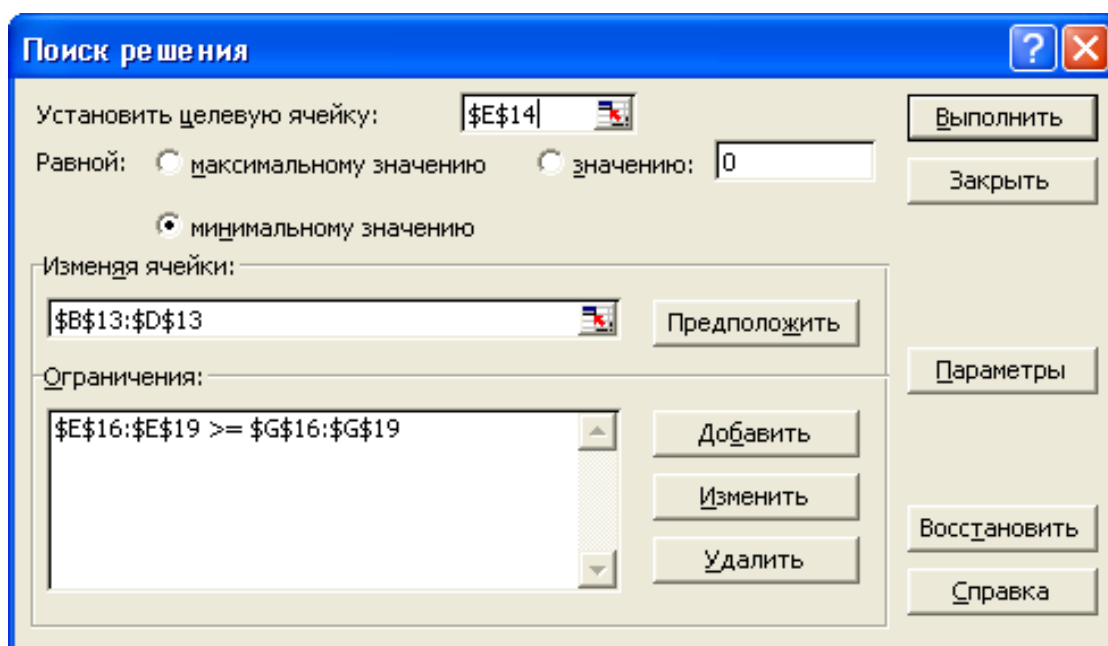 Поиск решения
Установить целевую ячейку: $E$14
Выполнить
Равной: максимальному значению значению: 0
Закрыть
минимальному значению
Изменяя ячейки:
$B$13:$D$13
Предположить
Параметры
Ограничения:
$E$16:$E$19 >= $G$16:$G$19
Добавить
Изменить
Удалить
Восстановить
Справка